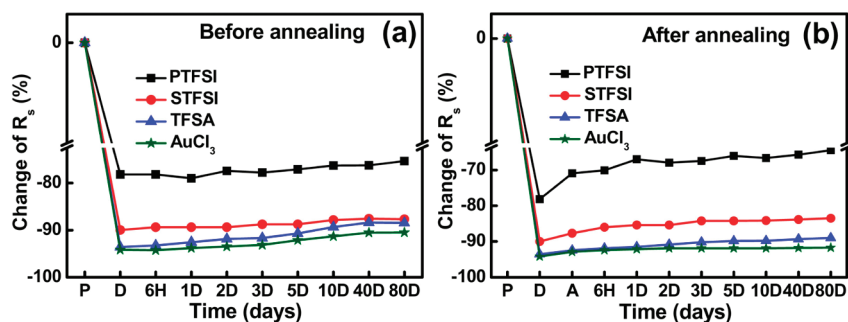 Before annealing (a)
0
PTFSI
STFSI
TFSA
AuCl₃
-80
-90
-100
Change of Rₛ (%)
P D 6H 1D 2D 3D 5D 10D 40D 80D
Time (days)
After annealing (b)
0
PTFSI
STFSI
TFSA
AuCl₃
-70
-80
-90
-100
Change of Rₛ (%)
P D A 6H 1D 2D 3D 5D 10D 40D 80D
Time (days)